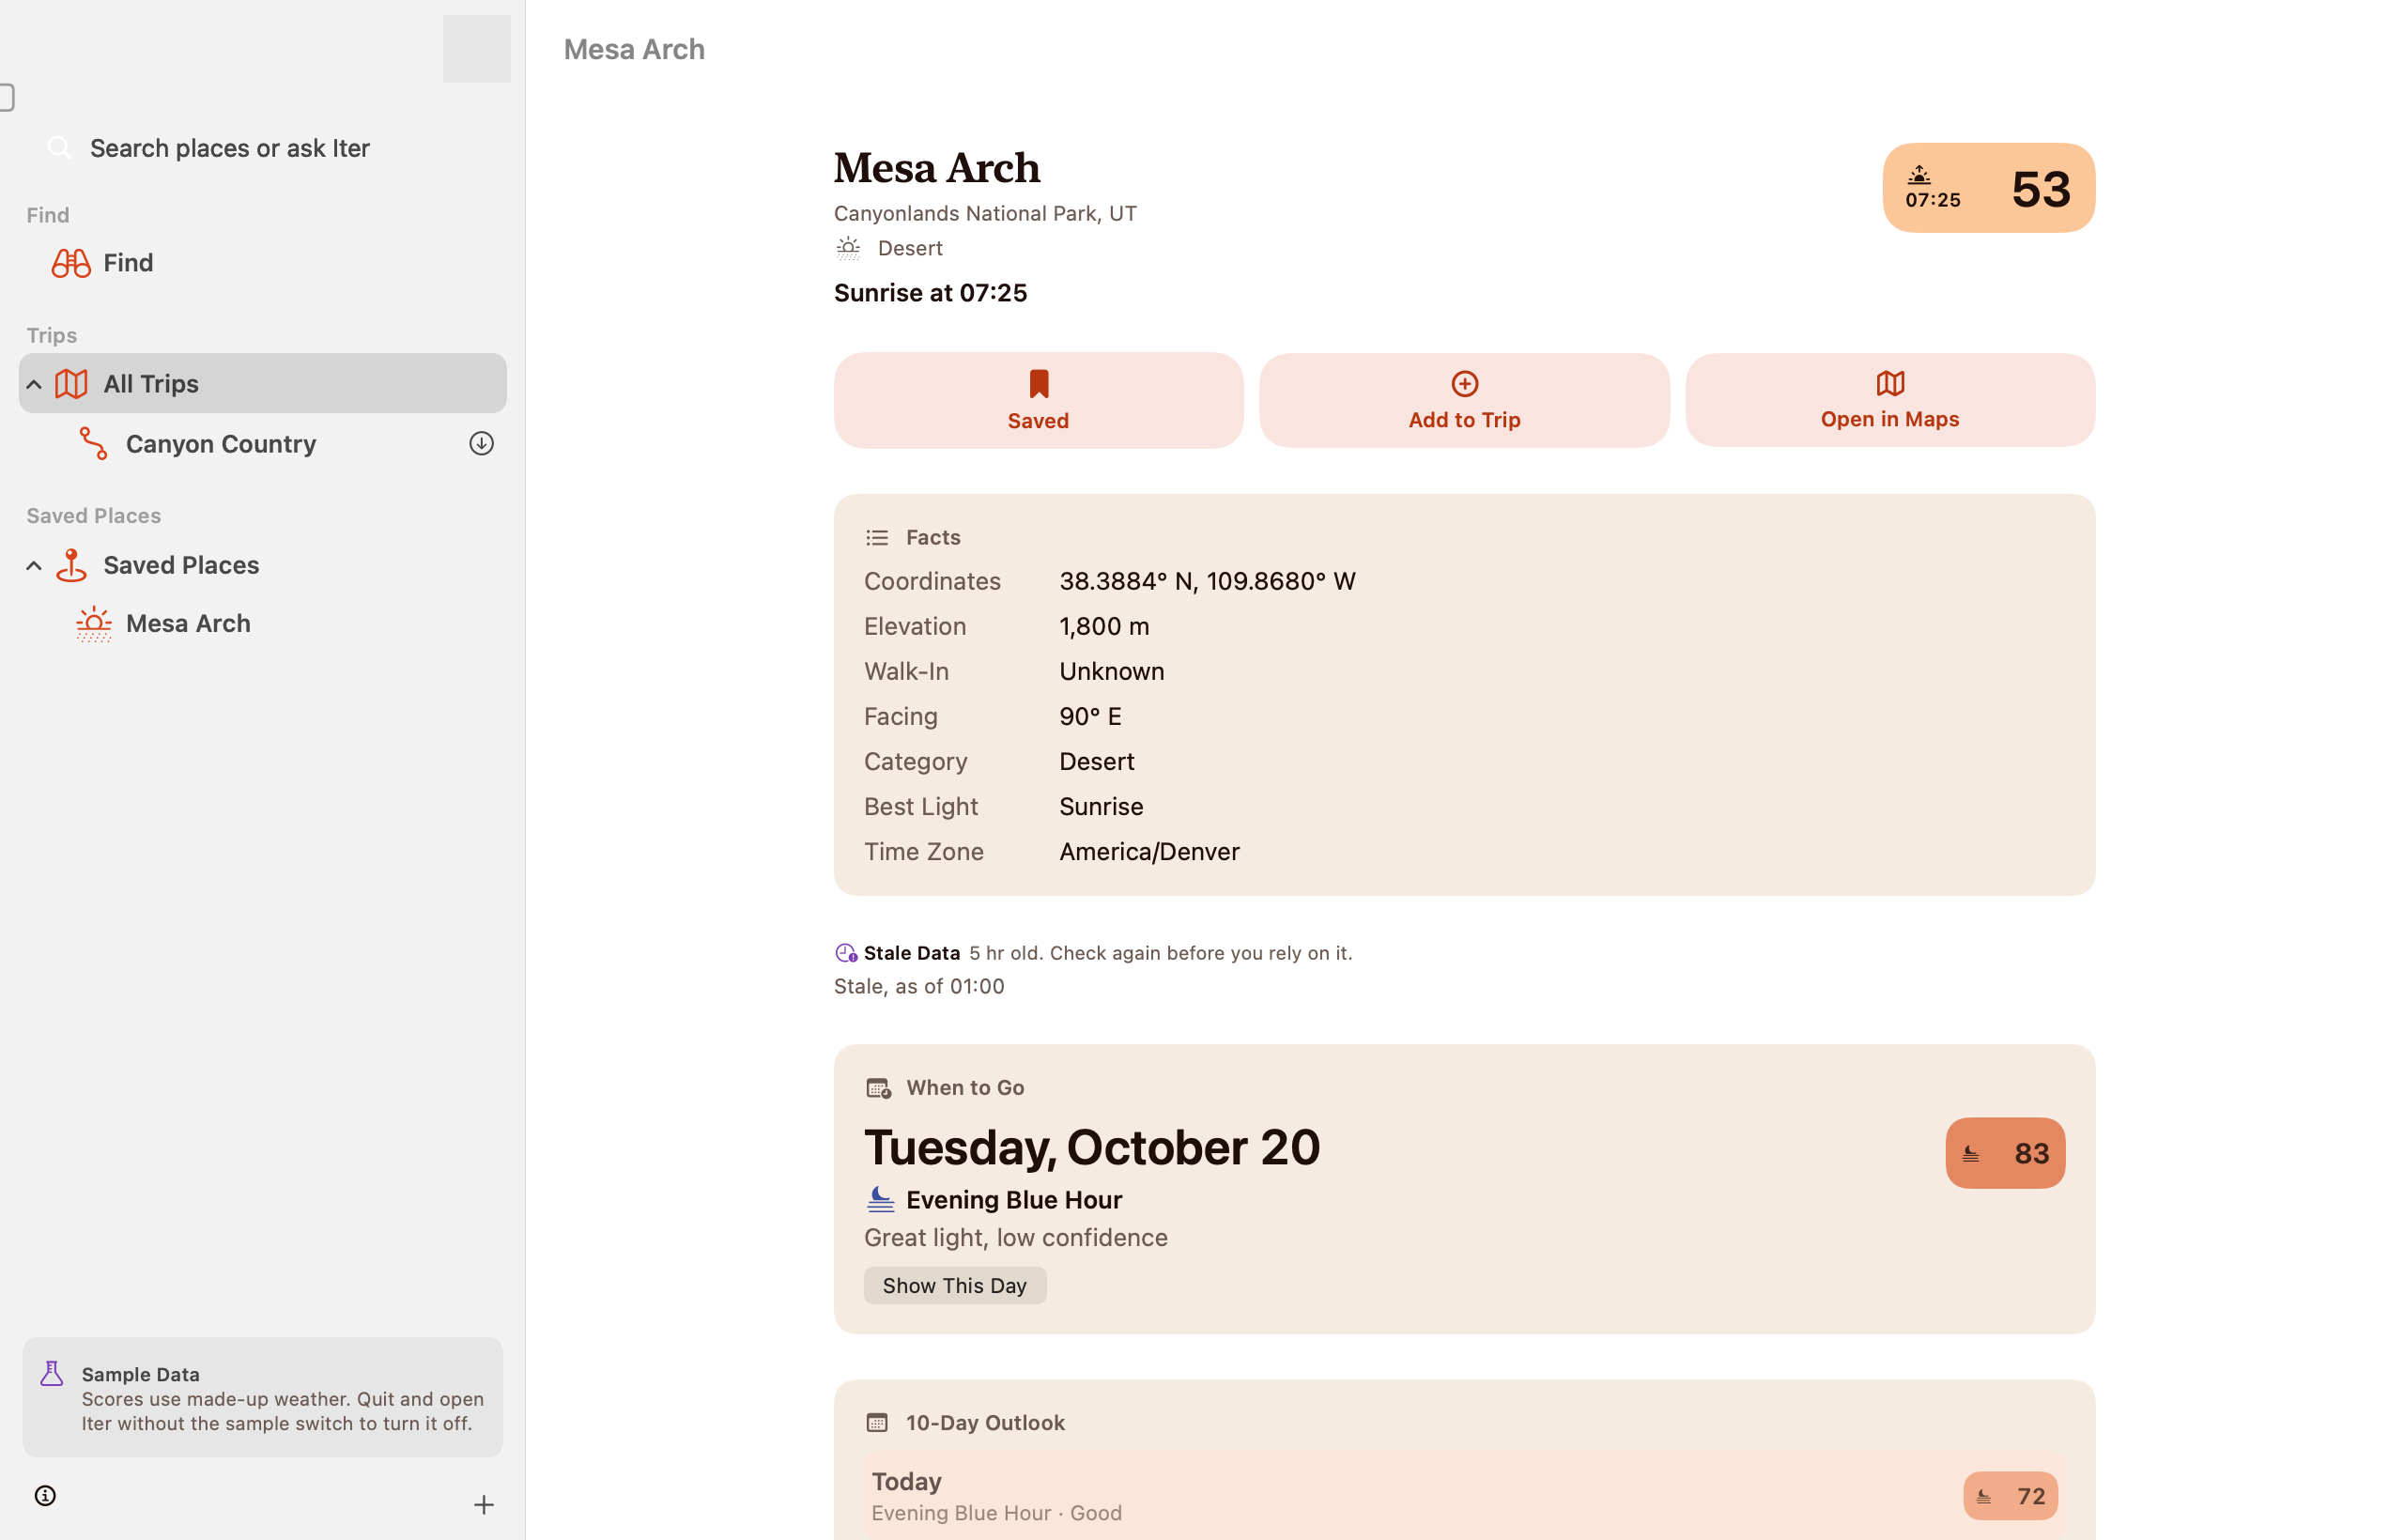 Search places or ask Iter
Find
Find
Trips
All Trips
Canyon Country
Saved Places
Saved Places
Mesa Arch
Sample Data
Scores use made-up weather. Quit and open
Iter without the sample switch to turn it off.
Mesa Arch
Mesa Arch
Canyonlands National Park, UT
Desert
Sunrise at 07:25
07:25
53
Saved
Add to Trip
Open in Maps
Facts
Coordinates 38.3884° N, 109.8680° W
Elevation 1,800 m
Walk-In Unknown
Facing 90° E
Category Desert
Best Light Sunrise
Time Zone America/Denver
Stale Data 5 hr old. Check again before you rely on it.
Stale, as of 01:00
When to Go
Tuesday, October 20
83
Evening Blue Hour
Great light, low confidence
Show This Day
10-Day Outlook
Today
Evening Blue Hour · Good
72